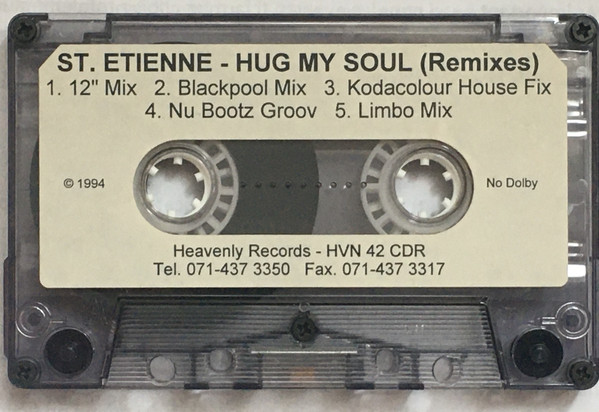 ST. ETIENNE - HUG MY SOUL (Remixes)
1. 12" Mix 2. Blackpool Mix 3. Kodacolour House Fix
4. Nu Bootz Groov 5. Limbo Mix
© 1994
No Dolby
Heavenly Records - HVN 42 CDR
Tel. 071-437 3350 Fax. 071-437 3317